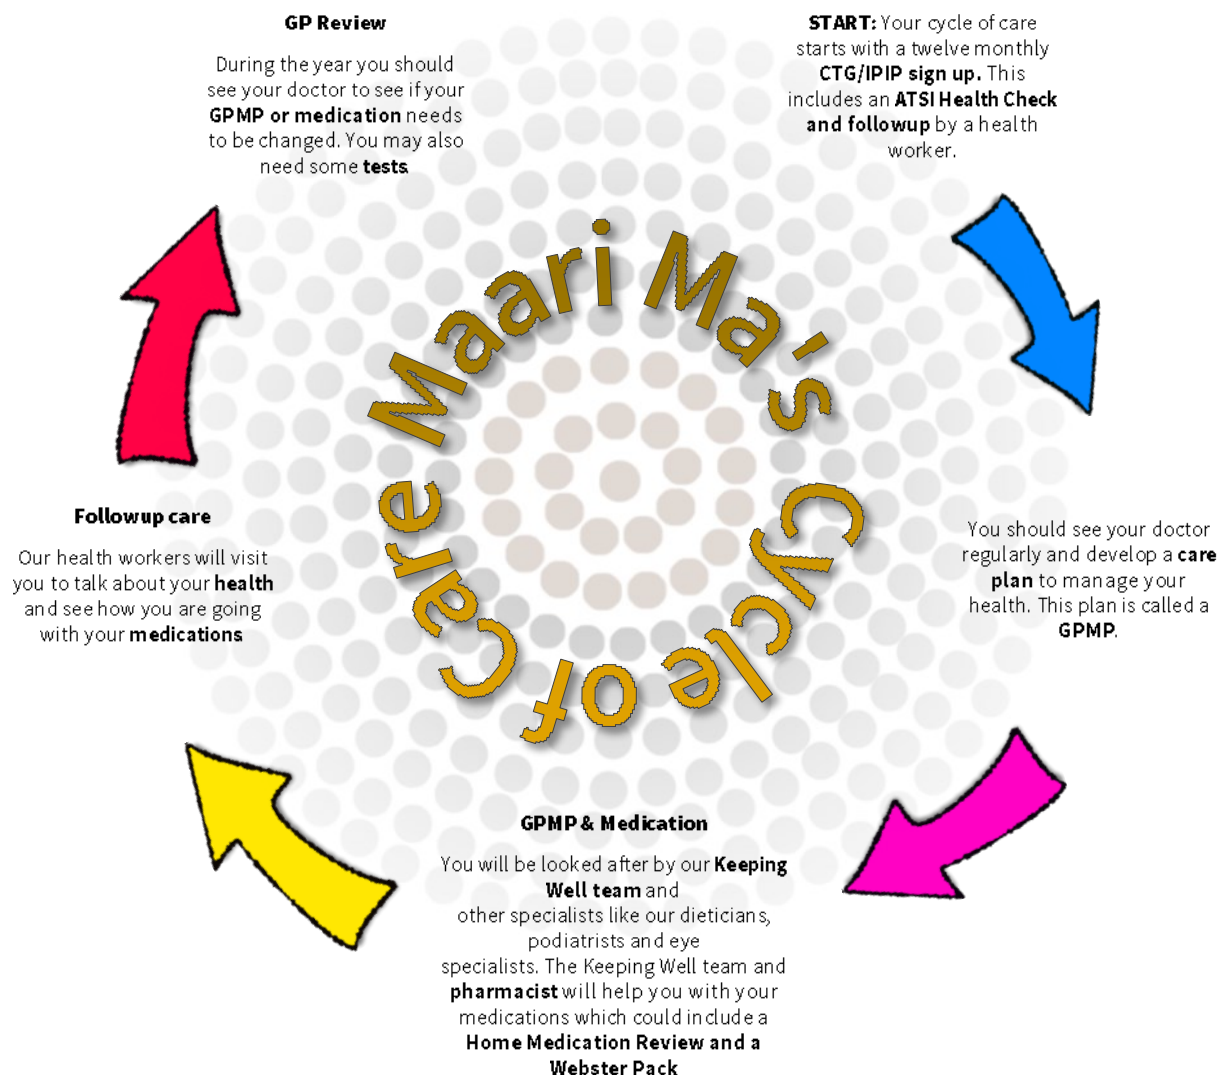 GP Review
During the year you should
see your doctor to see if your
GPMP or medication needs
to be changed. You may also
need some tests.
START: Your cycle of care
starts with a twelve monthly
CTG/IPIP sign up. This
includes an ATSI Health Check
and followup by a health
worker.
Maari Ma's Cycle of Care
Followup care
Our health workers will visit
you to talk about your health
and see how you are going
with your medications
You should see your doctor
regularly and develop a care
plan to manage your
health. This plan is called a
GPMP.
GPMP & Medication
You will be looked after by our Keeping
Well team and
other specialists like our dieticians,
podiatrists and eye
specialists. The Keeping Well team and
pharmacist will help you with your
medications which could include a
Home Medication Review and a
Webster Pack